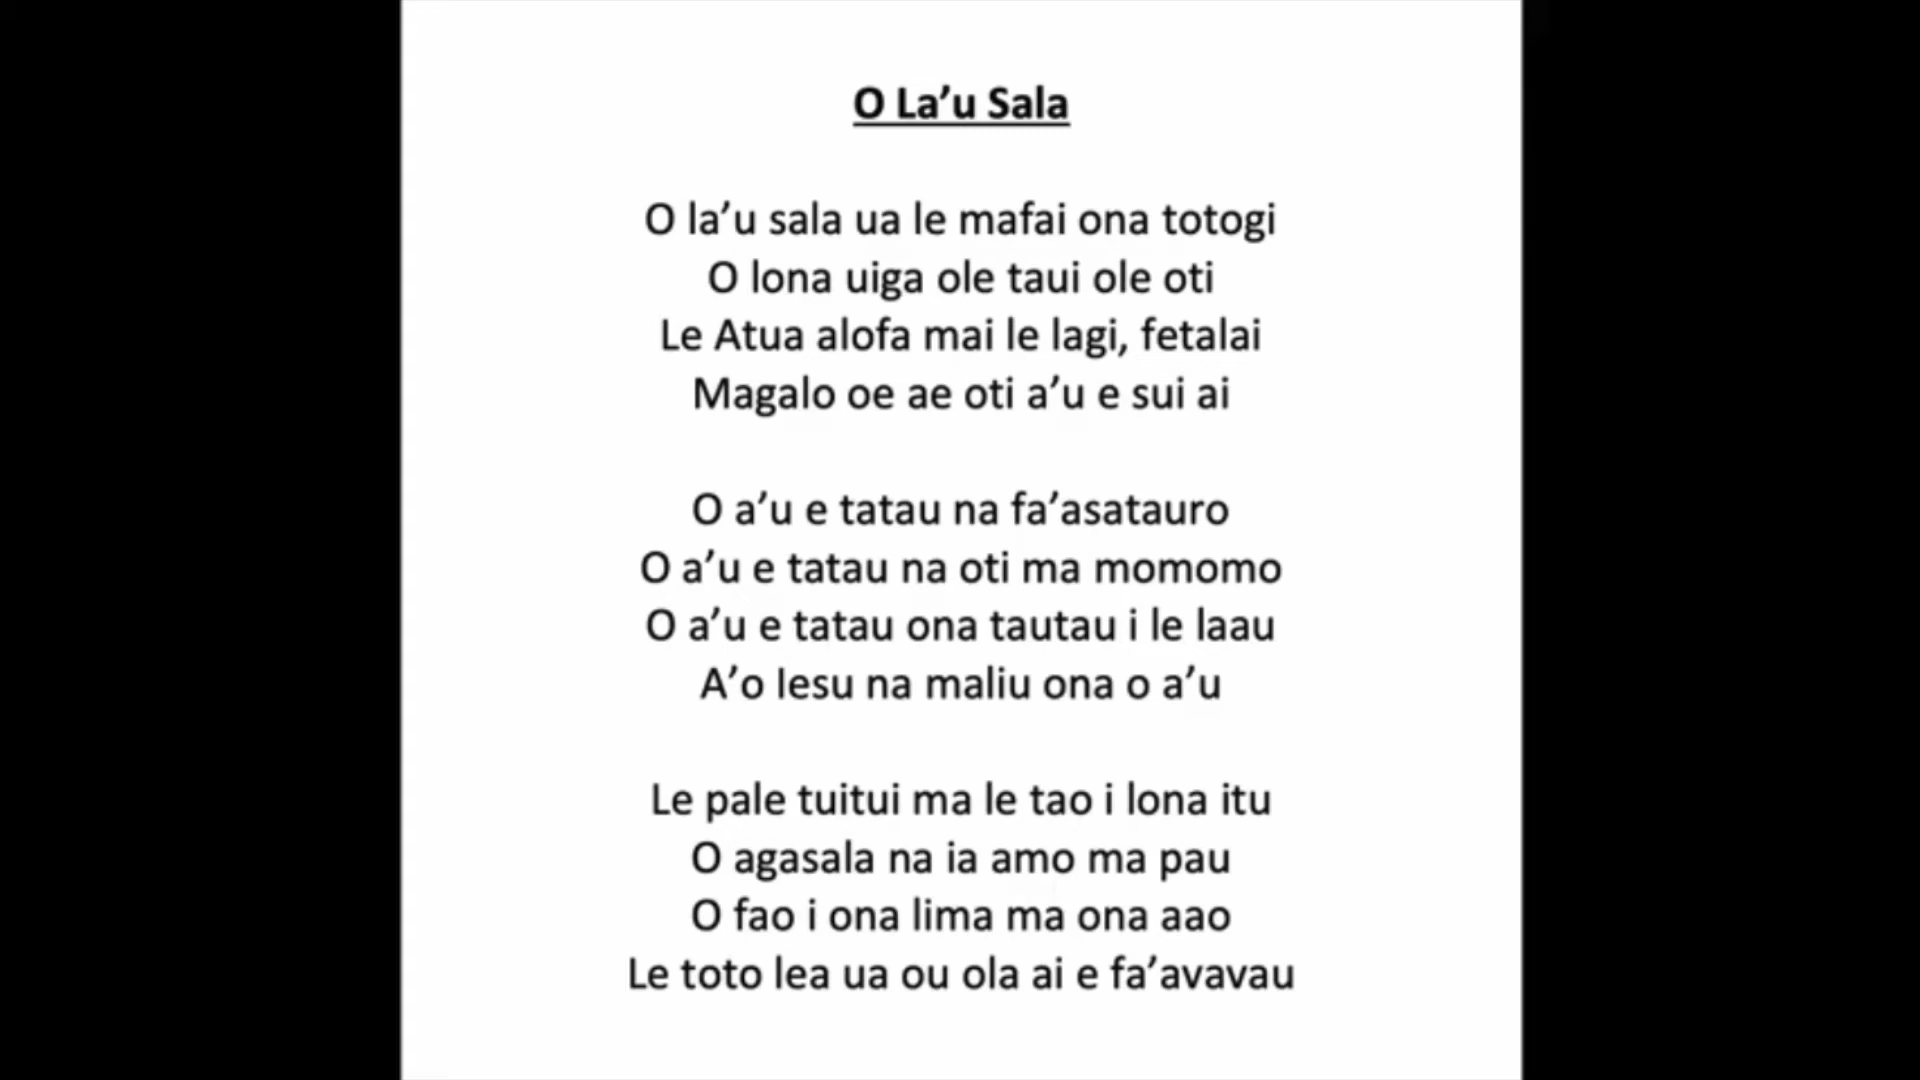 O La’u Sala
O la’u sala ua le mafai ona totogi
O lona uiga ole taui ole oti
Le Atua alofa mai le lagi, fetalai
Magalo oe ae oti a’u e sui ai
O a’u e tatau na fa’asatauro
O a’u e tatau na oti ma momomo
O a’u e tatau ona tautau i le laau
A’o Iesu na maliu ona o a’u
Le pale tuitui ma le tao i lona itu
O agasala na ia amo ma pau
O fao i ona lima ma ona aao
Le toto lea ua ou ola ai e fa’avavau